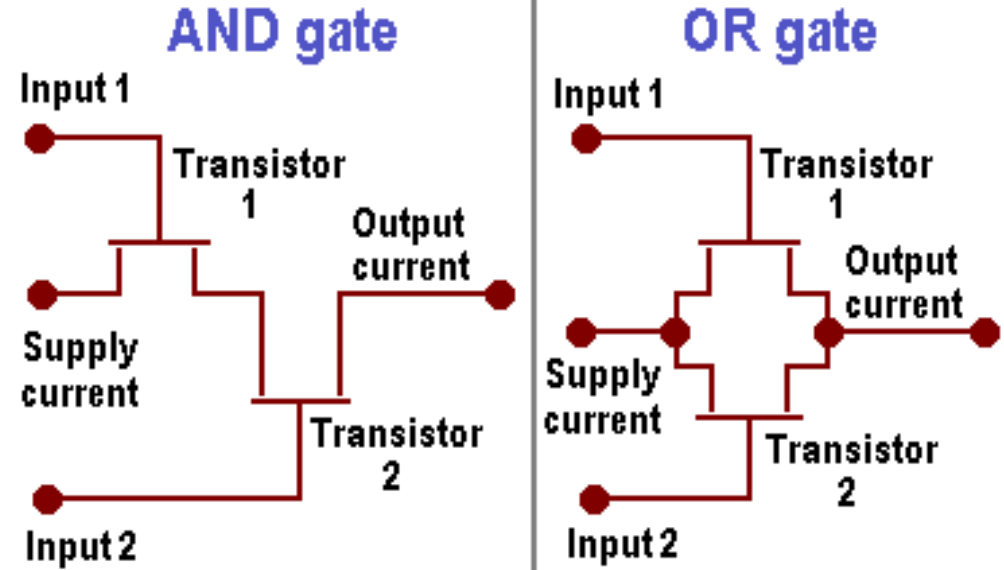 AND gate
Input 1
Transistor
1
Output
current
Supply
current
Transistor
2
Input 2
OR gate
Input 1
Transistor
1
Output
current
Supply
current
Transistor
2
Input 2